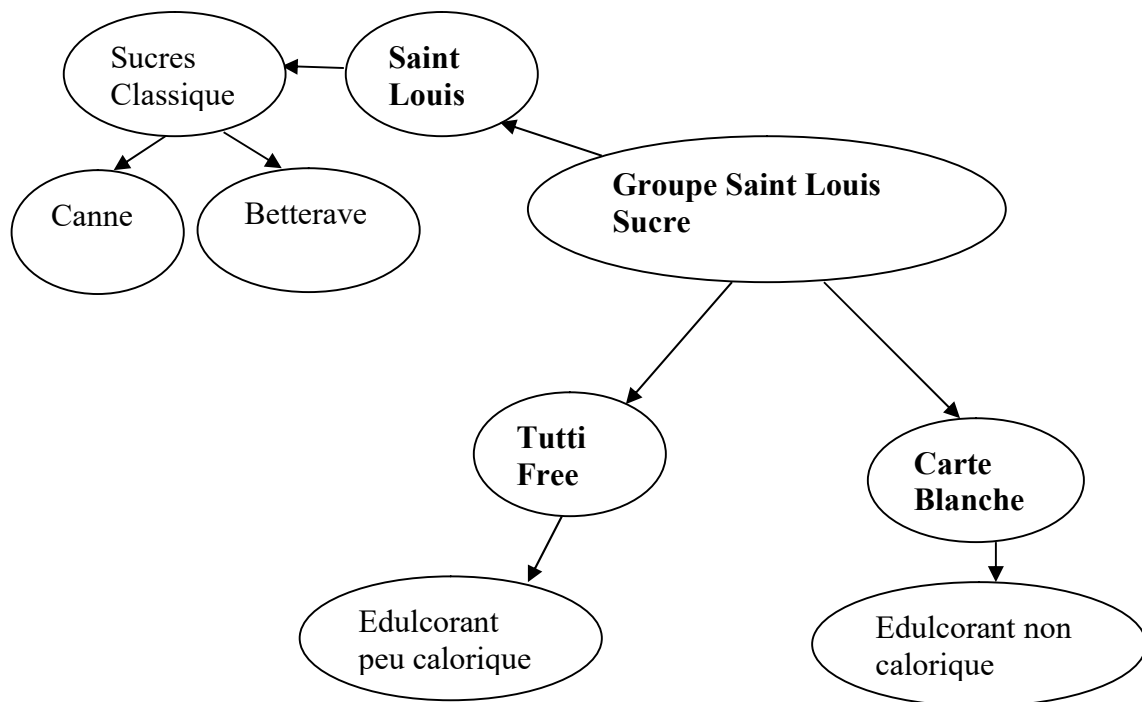 Sucres
Classique
Saint
Louis
Groupe Saint Louis
Sucre
Canne
Betterave
Tutti
Free
Carte
Blanche
Edulcorant
peu calorique
Edulcorant non
calorique